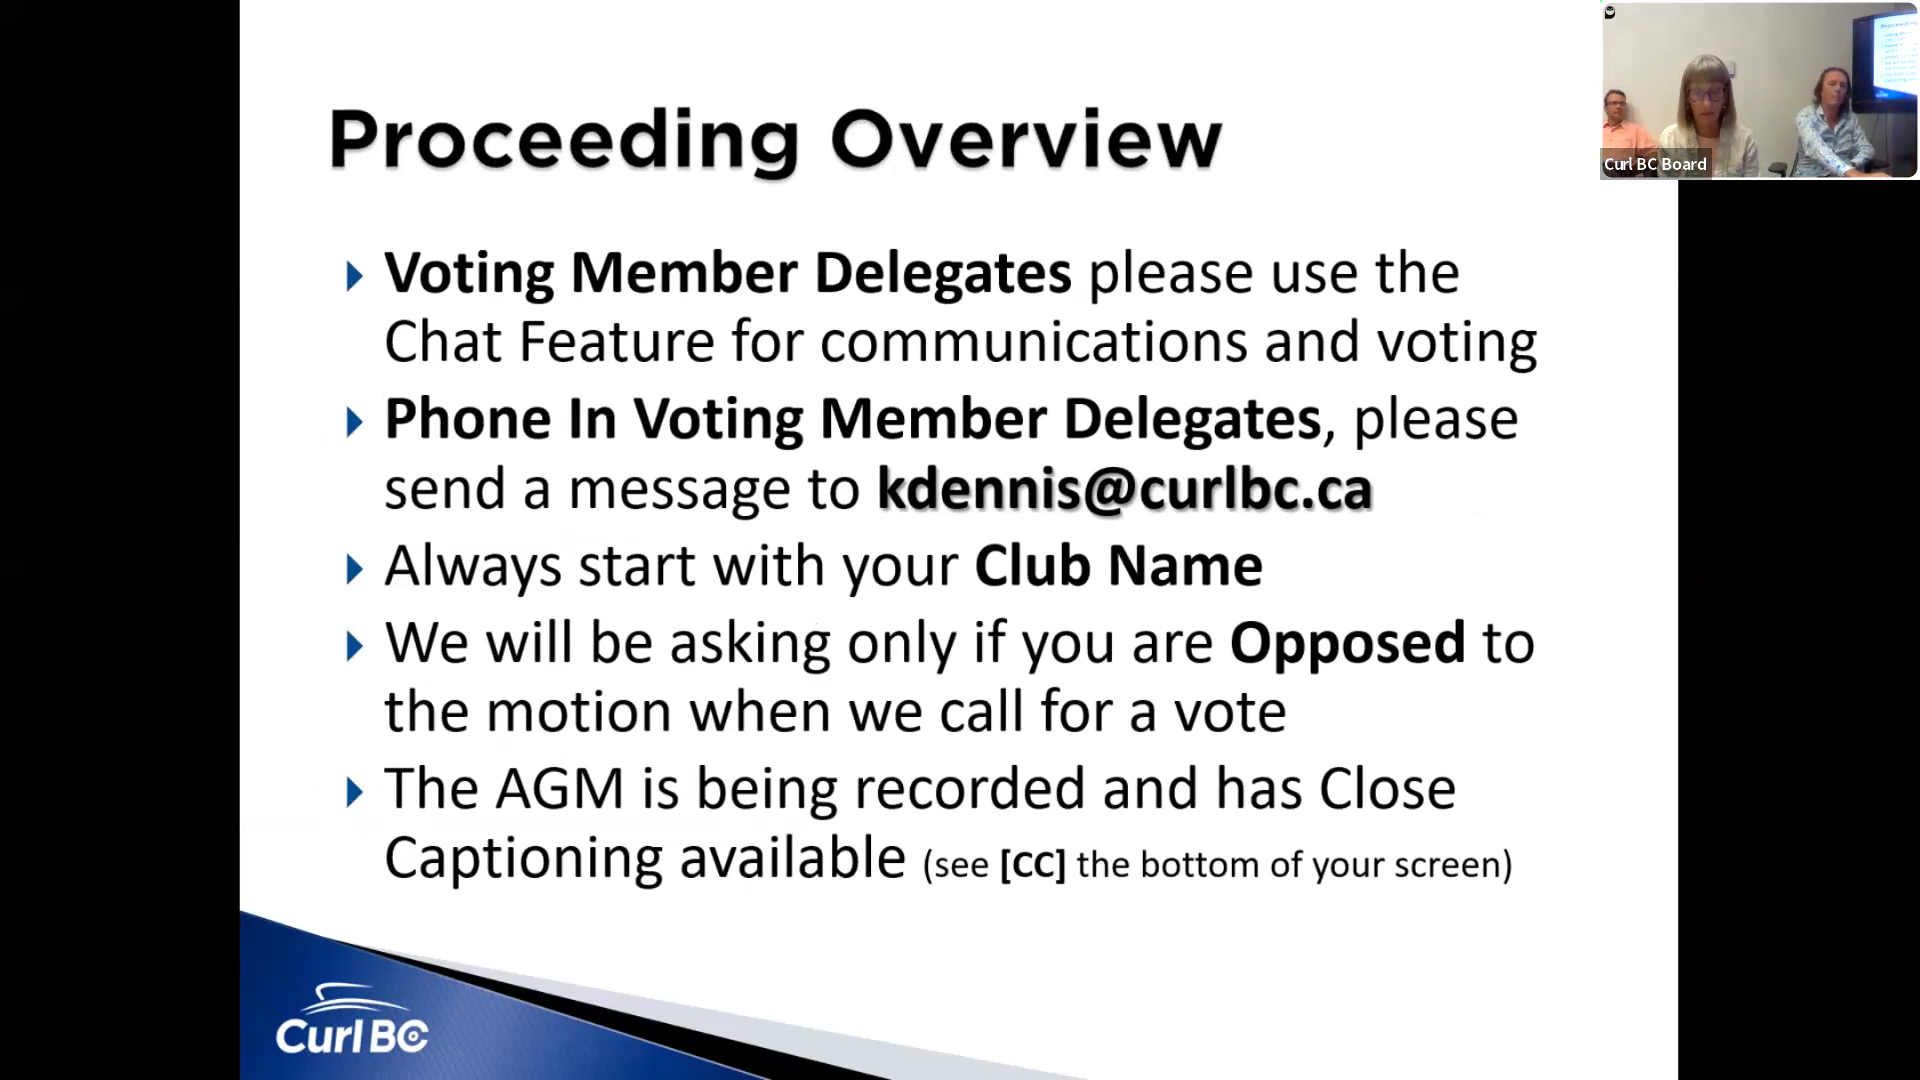 Proceeding Overview
Voting Member Delegates please use the
Chat Feature for communications and voting
Phone In Voting Member Delegates, please
send a message to kdennis@curlbc.ca
Always start with your Club Name
We will be asking only if you are Opposed to
the motion when we call for a vote
The AGM is being recorded and has Close
Captioning available (see [CC] the bottom of your screen)
Curl BC
Curl BC Board